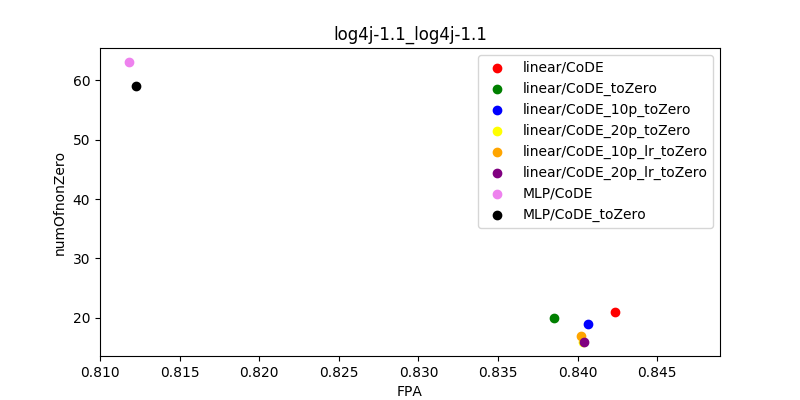 log4j-1.1_log4j-1.1
numOfnonZero
60
50
40
30
20
linear/CoDE
linear/CoDE_toZero
linear/CoDE_10p_toZero
linear/CoDE_20p_toZero
linear/CoDE_10p_lr_toZero
linear/CoDE_20p_lr_toZero
MLP/CoDE
MLP/CoDE_toZero
0.810 0.815 0.820 0.825 0.830 0.835 0.840 0.845
FPA